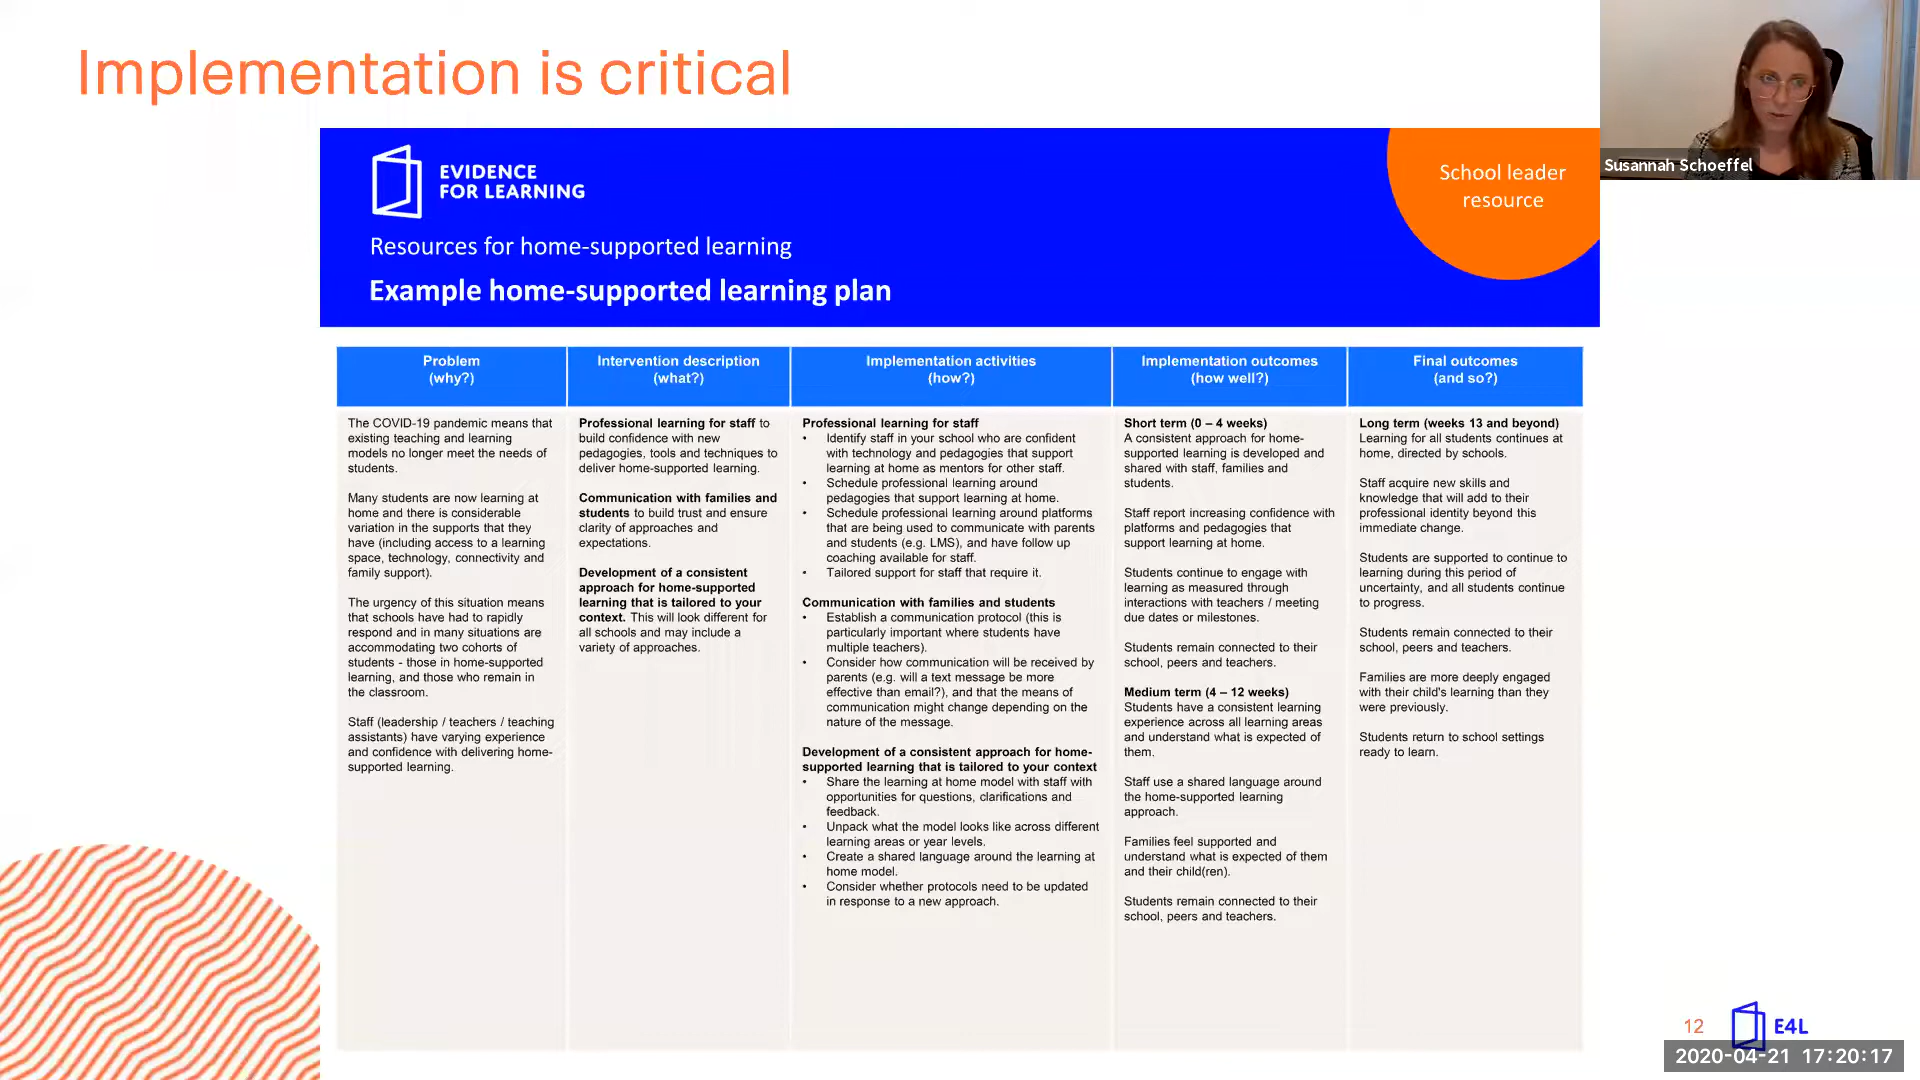 Implementation is critical
EVIDENCE
FOR LEARNING
Resources for home-supported learning
Example home-supported learning plan
School leader
resource
Susannah Schoeffel
Problem
(why?)
The COVID-19 pandemic means that
existing teaching and learning
models no longer meet the needs of
students.
Many students are now learning at
home and there is considerable
variation in the supports that they
have (including access to a learning
space, technology, connectivity and
family support).
The urgency of this situation means
that schools have had to rapidly
respond and in many situations are
accommodating two cohorts of
students - those in home-supported
learning, and those who remain in
the classroom.
Staff (leadership / teachers / teaching
assistants) have varying experience
and confidence with delivering home-
supported learning.
Intervention description
(what?)
Professional learning for staff to
build confidence with new
pedagogies, tools and techniques to
deliver home-supported learning.
Communication with families and
students to build trust and ensure
clarity of approaches and
expectations.
Development of a consistent
approach for home-supported
learning that is tailored to your
context. This will look different for
all schools and may include a
variety of approaches.
Implementation activities
(how?)
Professional learning for staff
• Identify staff in your school who are confident
with technology and pedagogies that support
learning at home as mentors for other staff.
• Schedule professional learning around
pedagogies that support learning at home.
• Schedule professional learning around platforms
that are being used to communicate with parents
and students (e.g. LMS), and have follow up
coaching available for staff.
• Tailored support for staff that require it.
Communication with families and students
• Establish a communication protocol (this is
particularly important where students have
multiple teachers).
• Consider how communication will be received by
parents (e.g. will a text message be more
effective than email?), and that the means of
communication might change depending on the
nature of the message.
Development of a consistent approach for home-
supported learning that is tailored to your context
• Share the learning at home model with staff with
opportunities for questions, clarifications and
feedback.
• Unpack what the model looks like across different
learning areas or year levels.
• Create a shared language around the learning at
home model.
• Consider whether protocols need to be updated
in response to a new approach.
Implementation outcomes
(how well?)
Short term (0 – 4 weeks)
A consistent approach for home-
supported learning is developed and
shared with staff, families and
students.
Staff report increasing confidence with
platforms and pedagogies that
support learning at home.
Students continue to engage with
learning as measured through
interactions with teachers / meeting
due dates or milestones.
Students remain connected to their
school, peers and teachers.
Medium term (4 – 12 weeks)
Students have a consistent learning
experience across all learning areas
and understand what is expected of
them.
Staff use a shared language around
the home-supported learning
approach.
Families feel supported and
understand what is expected of them
and their child(ren).
Students remain connected to their
school, peers and teachers.
Final outcomes
(and so?)
Long term (weeks 13 and beyond)
Learning for all students continues at
home, directed by schools.
Staff acquire new skills and
knowledge that will add to their
professional identity beyond this
immediate change.
Students are supported to continue to
learning during this period of
uncertainty, and all students continue
to progress.
Students remain connected to their
school, peers and teachers.
Families are more deeply engaged
with their child's learning than they
were previously.
Students return to school settings
ready to learn.
12
E4L
2020-04-21 17:20:17